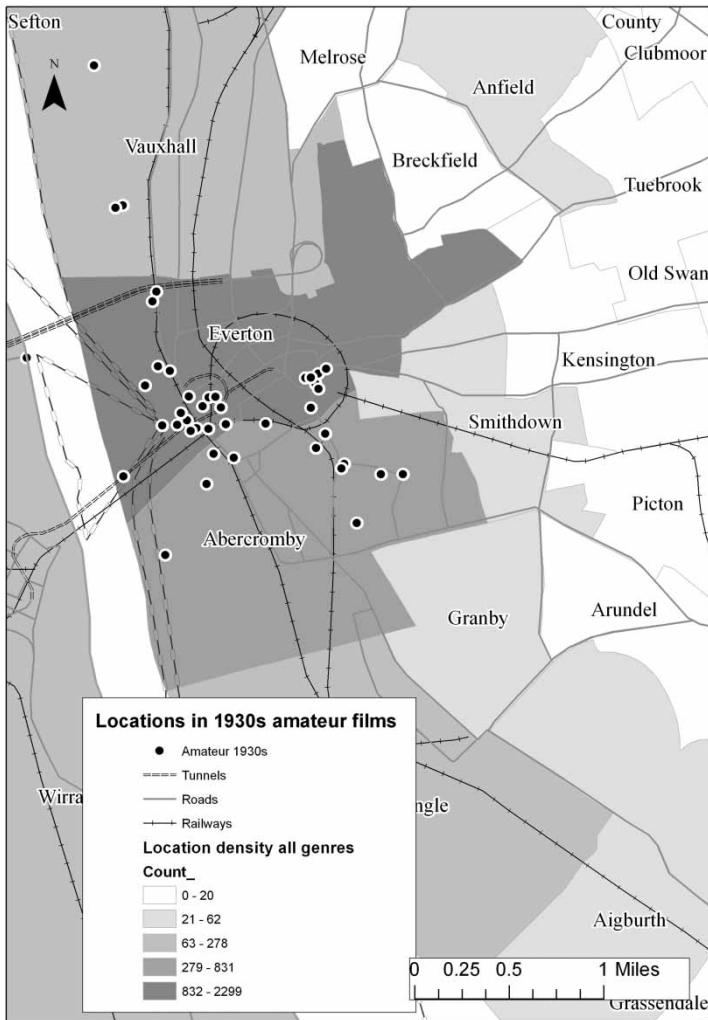 Sefton
County
Melrose
Clubmoor
N
Anfield
Vauxhall
Breckfield
Tuebrook
Old Swan
Everton
Kensington
Smithdown
Picton
Abercromby
Granby
Arundel
Locations in 1930s amateur films
Amateur 1930s
Tunnels
Wirra
Roads
ngle
Railways
Location density all genres
Count_
0 - 20
21 - 62
63 - 278
279 - 831
832 - 2299
Aigburth
0 0.25 0.5 1 Miles
Grassendale